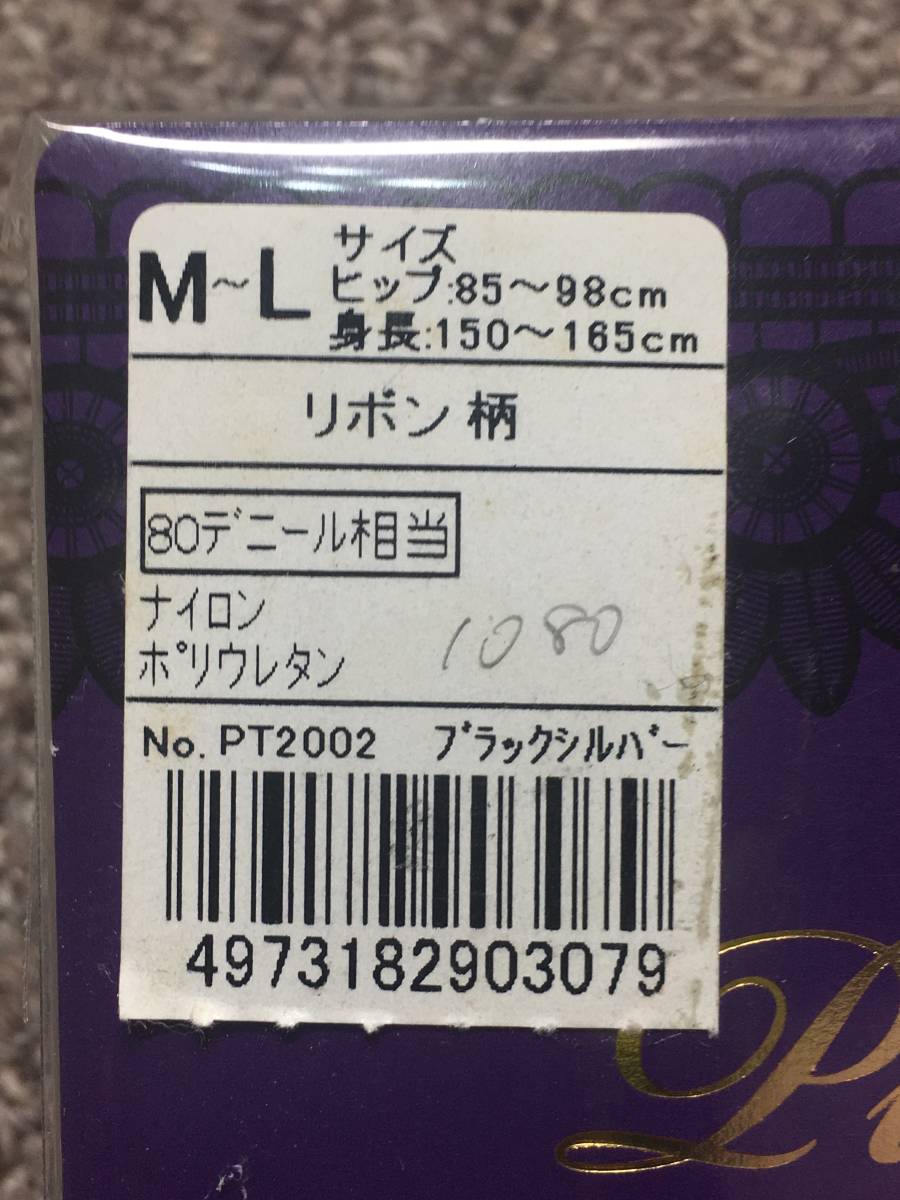 M～L
サイズ
ヒップ:85～98cm
身長:150～165cm
リボン柄
80デニール相当
ナイロン
ポリウレタン
1080
No. PT2002 ブラックシルバー
4973182903079